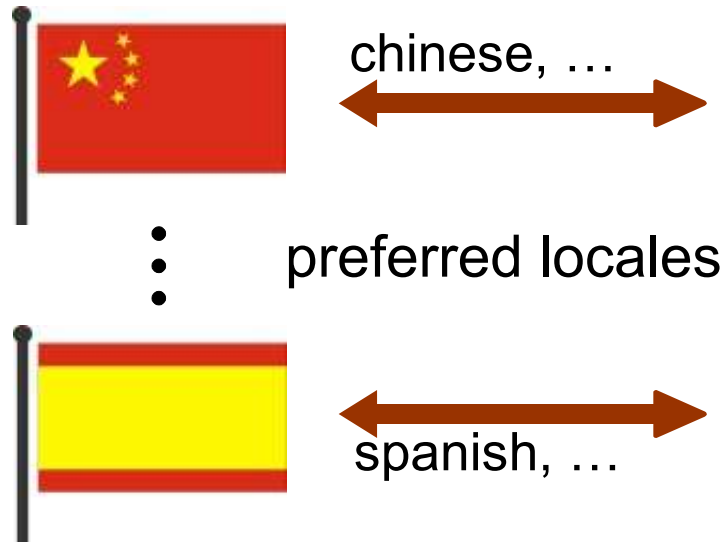 chinese, …
preferred locales
spanish, …